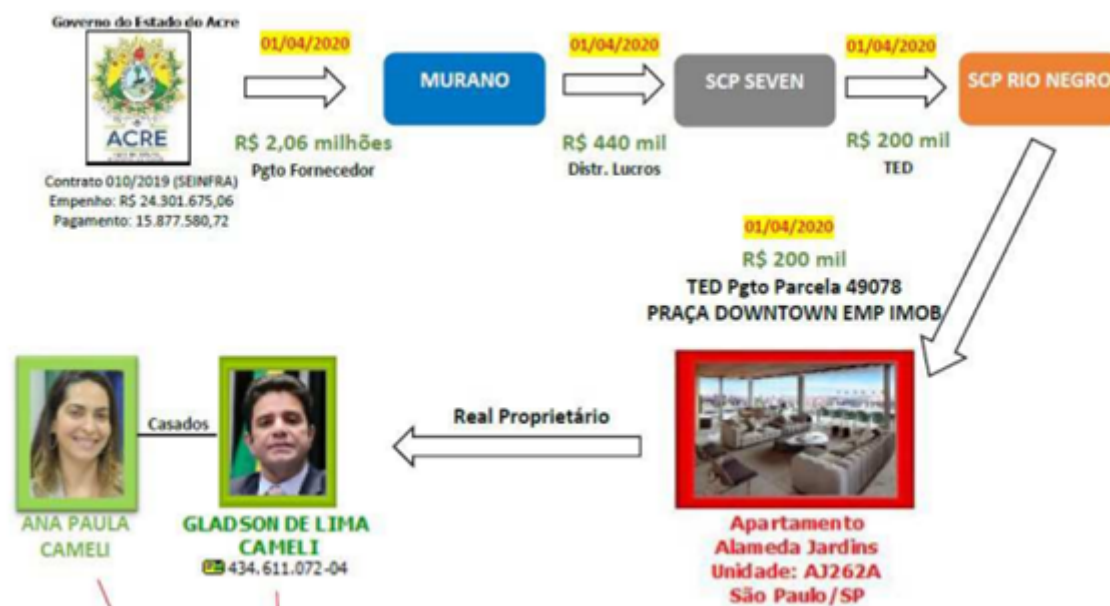 Governo do Estado do Acre
ACRE
Contrato 010/2019 (SEINFRA)
Empenho: R$ 24.301.675,06
Pagamento: 15.877.580,72
01/04/2020
R$ 2,06 milhões
Pgto Fornecedor
MURANO
01/04/2020
R$ 440 mil
Distr. Lucros
SCP SEVEN
01/04/2020
R$ 200 mil
TED
SCP RIO NEGRO
01/04/2020
R$ 200 mil
TED Pgto Parcela 49078
PRAÇA DOWNTOWN EMP IMOB
Casados
Real Proprietário
ANA PAULA
CAMELI
GLADSON DE LIMA
CAMELI
434.611.072-04
Apartamento
Alameda Jardins
Unidade: AJ262A
São Paulo/SP